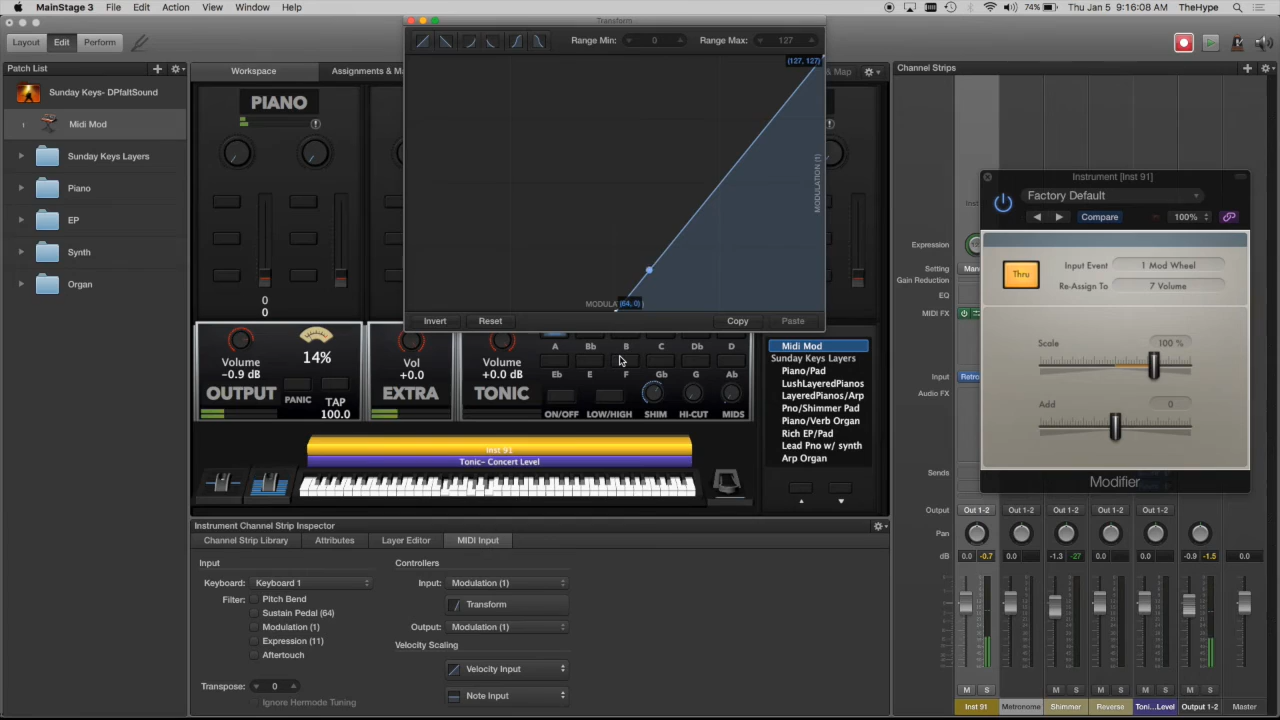 MainStage 3 File Edit Action View Window Help
74% Thu Jan 5 9:16:08 AM TheHype
Layout Edit Perform
Transform
Range Min: 0 Range Max: 127
(127, 127)
MODULATION (1)
MODULA (64, 0)
Invert Reset Copy Paste
Patch List
Sunday Keys- DPfaltSound
1 Midi Mod
Sunday Keys Layers
Piano
EP
Synth
Organ
Workspace Assignments & M & Map
PIANO
0 0
0 0
Volume
-0.9 dB
OUTPUT
14%
PANIC
TAP
100.0
Vol
+0.0
EXTRA
Volume
+0.0 dB
TONIC
A Bb B C Db D
Eb E F Gb G Ab
ON/OFF LOW/HIGH SHIM HI-CUT MIDS
Midi Mod
Sunday Keys Layers
Piano/Pad
LushLayeredPianos
LayeredPianos/Arp
Pno/Shimmer Pad
Piano/Verb Organ
Rich EP/Pad
Lead Pno w/ synth
Arp Organ
Inst 91
Tonic- Concert Level
Instrument Channel Strip Inspector
Channel Strip Library Attributes Layer Editor MIDI Input
Input
Keyboard: Keyboard 1
Filter: Pitch Bend
Sustain Pedal (64)
Modulation (1)
Expression (11)
Aftertouch
Transpose: 0
Ignore Hermode Tuning
Controllers
Input: Modulation (1)
Transform
Output: Modulation (1)
Velocity Scaling
Velocity Input
Note Input
Channel Strips
Instrument [Inst 91]
Factory Default
Compare 100%
Thru
Input Event 1 Mod Wheel
Re-Assign To 7 Volume
Scale 100 %
Add 0
Modifier
Expression
Setting Man
Gain Reduction
EQ
MIDI FX
Input Retro
Audio FX
Sends
Output Out 1-2 Out 1-2 Out 1-2 Out 1-2 Out 1-2 Out 1-2
Pan
dB 0.0 -0.7 0.0 -1.3 -27 0.0 0.0 -0.9 -1.5 0.0
M S M S M S M S M S M
Inst 91 Metronome Shimmer Reverse Toni...Level Output 1-2 Master